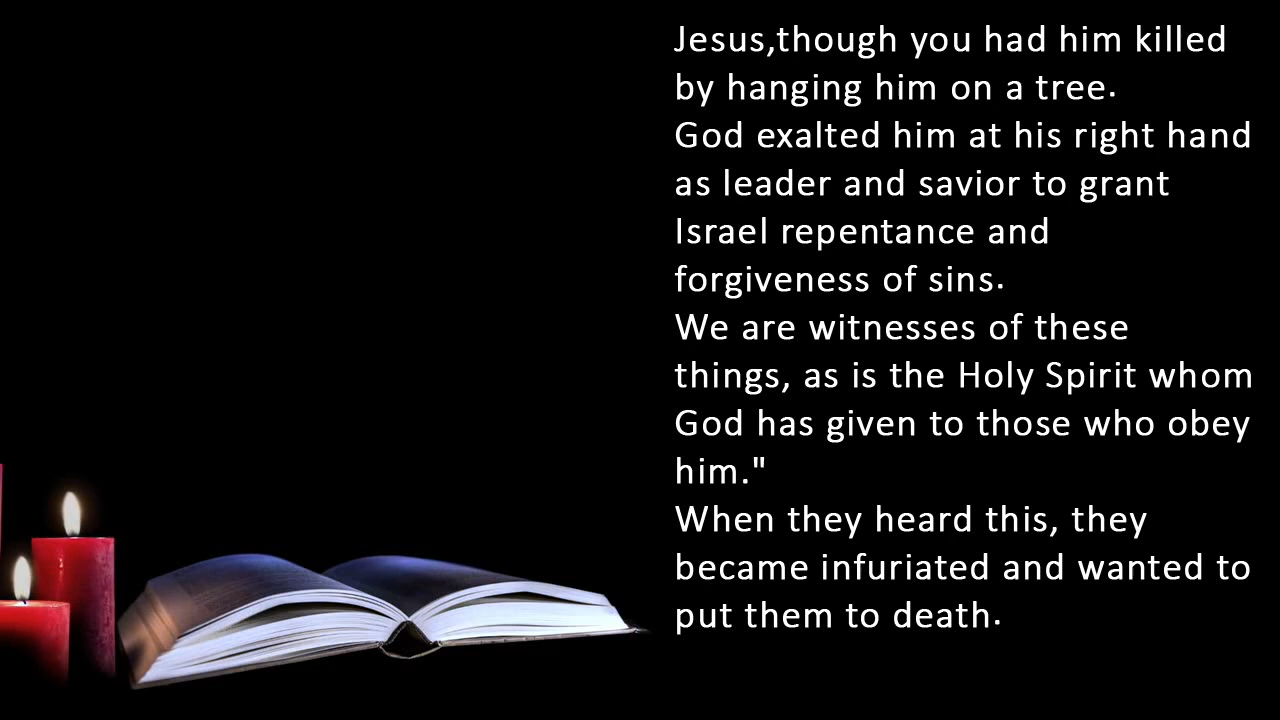 Jesus,though you had him killed
by hanging him on a tree.
God exalted him at his right hand
as leader and savior to grant
Israel repentance and
forgiveness of sins.
We are witnesses of these
things, as is the Holy Spirit whom
God has given to those who obey
him."
When they heard this, they
became infuriated and wanted to
put them to death.